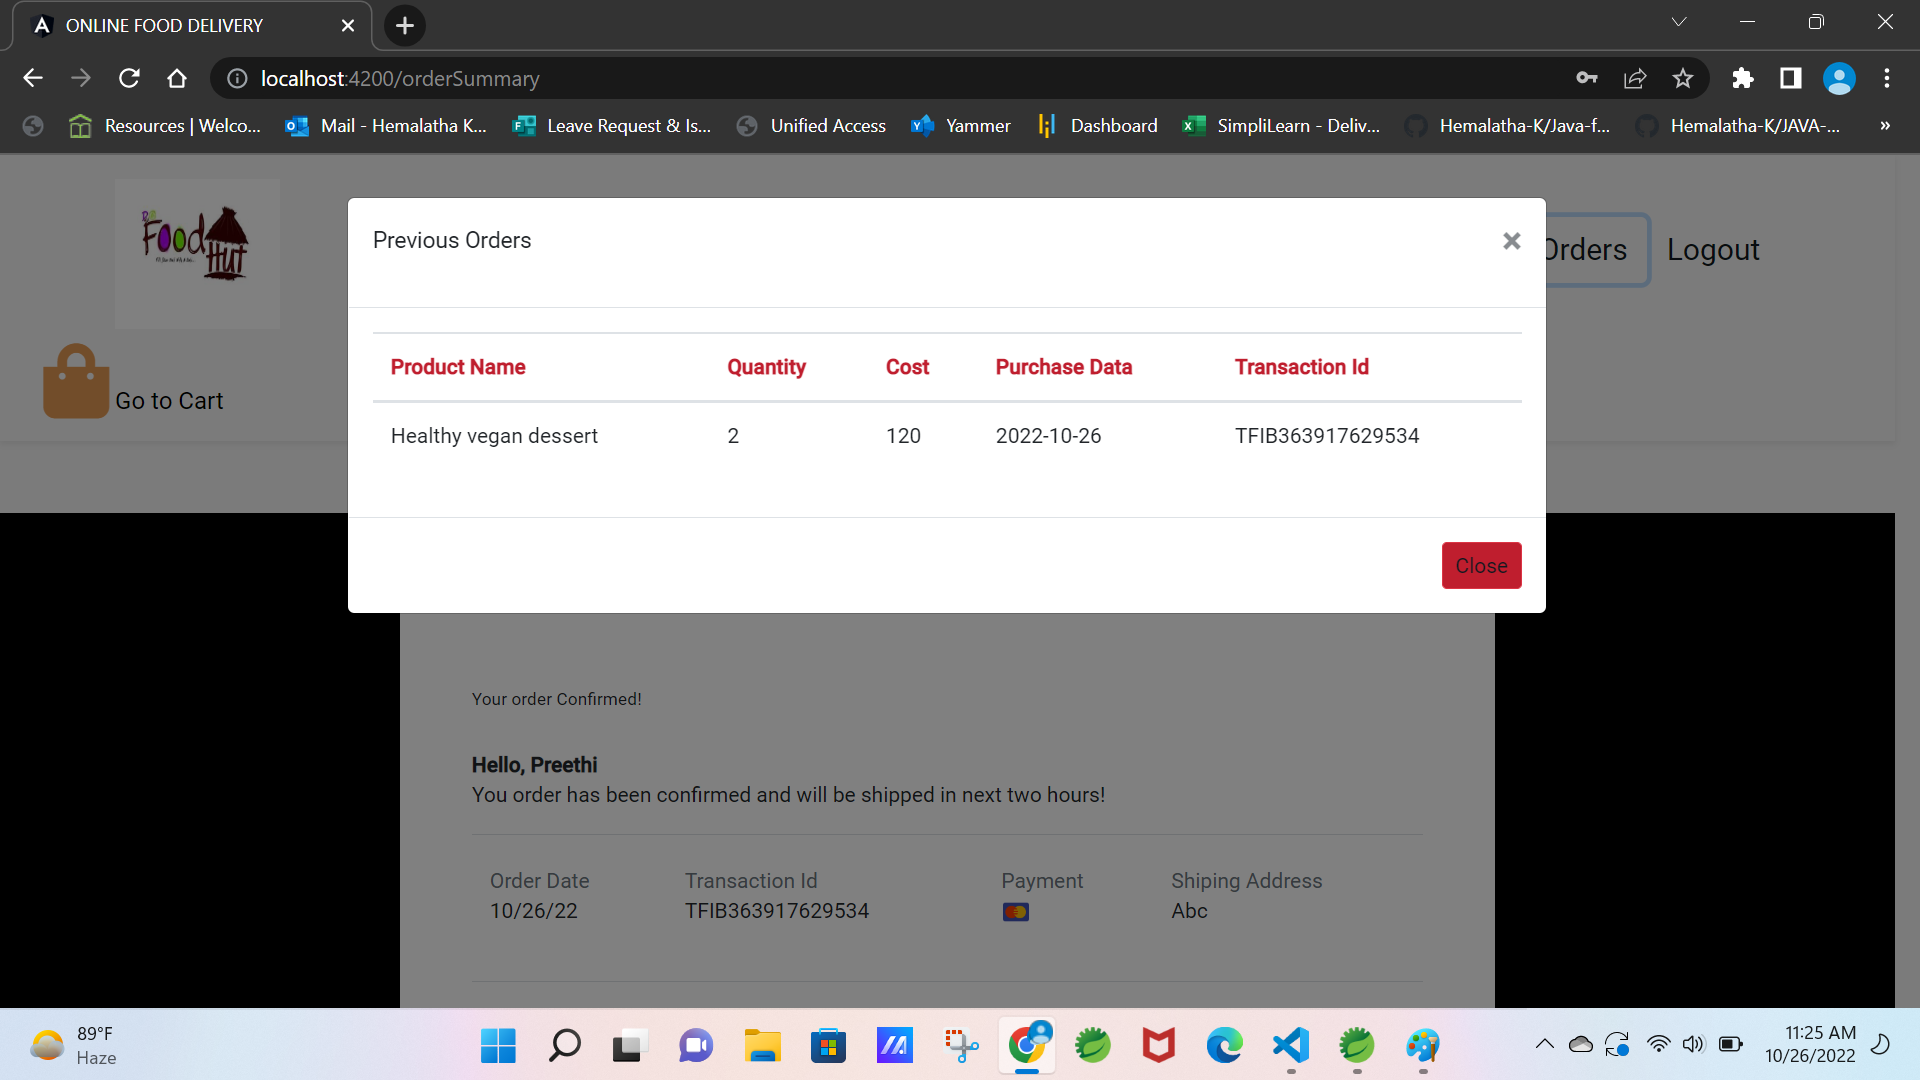 ONLINE FOOD DELIVERY
localhost:4200/orderSummary
Resources | Welco... Mail - Hemalatha K... Leave Request & Is... Unified Access Yammer Dashboard SimpliLearn - Deliv... Hemalatha-K/Java-f... Hemalatha-K/JAVA-... »
Food
Hut
Orders Logout
Go to Cart
Previous Orders
Product Name Quantity Cost Purchase Data Transaction Id
Healthy vegan dessert 2 120 2022-10-26 TFIB363917629534
Close
Your order Confirmed!
Hello, Preethi
You order has been confirmed and will be shipped in next two hours!
Order Date Transaction Id Payment Shiping Address
10/26/22 TFIB363917629534 Abc
89°F
Haze
11:25 AM
10/26/2022